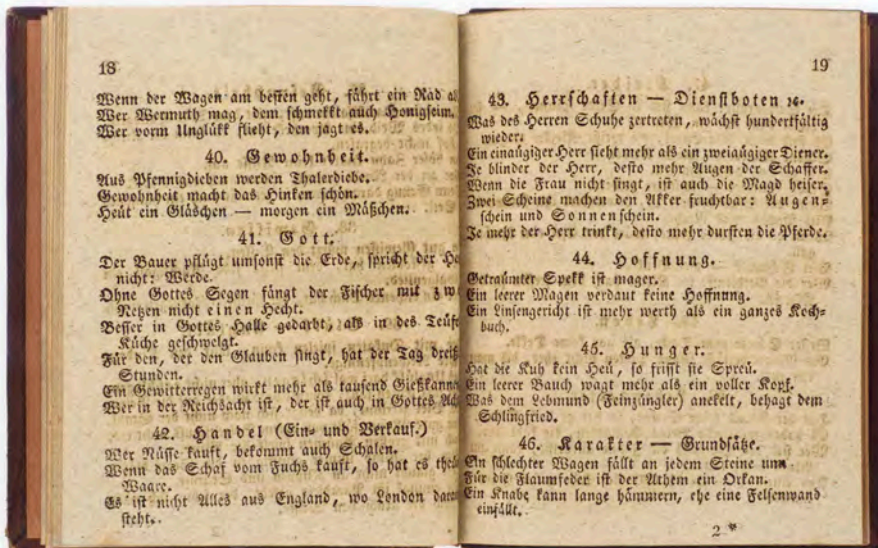 18
Wenn der Wagen am besten geht, fährt ein Rad
Wer Wermuth mag, dem schmekkt auch Honigseim.
Wer vorm Unglükk flieht, den jagt es.
40. Gewohnheit.
Aus Pfennigdieben werden Thalerdiebe.
Gewohnheit macht das Hinken schön.
Heüt ein Gläschen — morgen ein Mäßchen.
41. Gott.
Der Bauer pflügt umsonst die Erde, spricht der
nicht: Werde.
Ohne Gottes Segen fängt der Fischer mit
Netzen nicht einen Hecht.
Besser in Gottes Halle gedarbt, als in des
Küche geschwelgt.
Für den, der den Glauben singt, hat der Tag
Stunden.
Ein Gewitterregen wirkt mehr als tausend
Wer in der Reichsacht ist, der ist auch in Gottes
42. Handel (Ein- und Verkauf.)
Wer Nüsse kauft, bekommt auch Schalen.
Wenn das Schaf vom Fuchs kauft, so hat es
Waare.
Es ist nicht Alles aus England, wo London
steht.
19
43. Herrschaften — Dienstboten ꝛc.
Was des Herren Schuhe zertreten, wächst hundertfältig
wieder.
Ein einaügiger Herr sieht mehr als ein zweiaügiger Diener.
Je blinder der Herr, desto mehr Augen der Schaffer.
Wenn die Frau nicht singt, ist auch die Magd heiser.
Zwei Scheine machen den Akker fruchtbar: Augen-
schein und Sonnenschein.
Je mehr der Herr trinkt, desto mehr dursten die Pferde.
44. Hoffnung.
Getraümter Spekk ist mager.
Ein leerer Magen verdaut keine Hoffnung.
Ein Linsengericht ist mehr werth als ein ganzes Koch-
buch.
45. Hunger.
Hat die Kuh kein Heü, so frisst sie Spreü.
Ein leerer Bauch wagt mehr als ein voller Kopf.
Was dem Lebmund (Feinzüngler) anekelt, behagt dem
Schlingfried.
46. Karakter — Grundsätze.
Ein schlechter Wagen fällt an jedem Steine um.
Für die Flaumfeder ist der Athem ein Orkan.
Ein Knabe kann lange hämmern, ehe eine Felsenwand
einfällt.
2 *